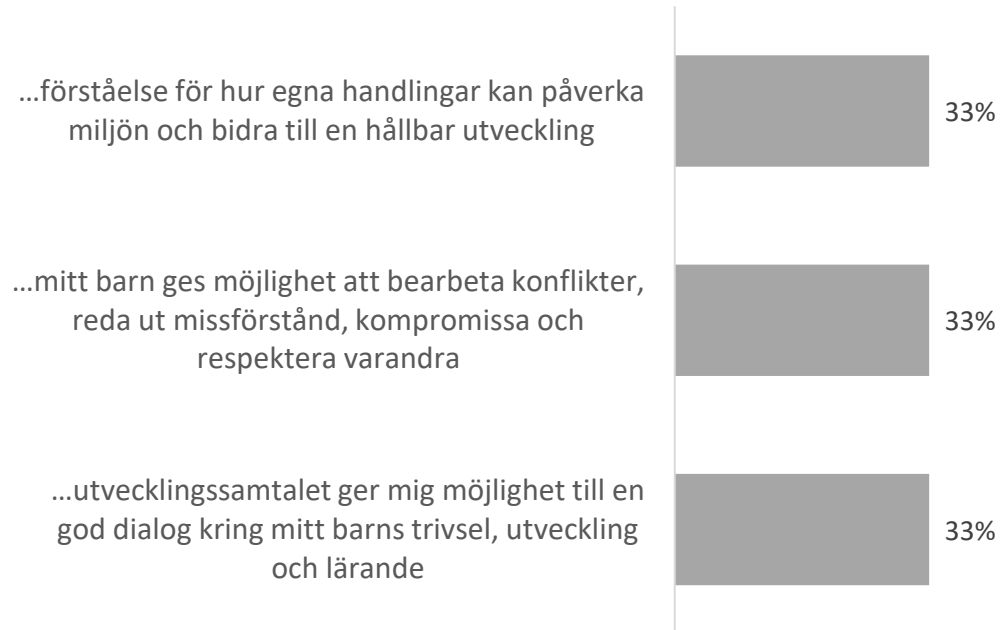 ...förståelse för hur egna handlingar kan påverka
miljön och bidra till en hållbar utveckling
33%
...mitt barn ges möjlighet att bearbeta konflikter,
reda ut missförstånd, kompromissa och
respektera varandra
33%
...utvecklingssamtalet ger mig möjlighet till en
god dialog kring mitt barns trivsel, utveckling
och lärande
33%